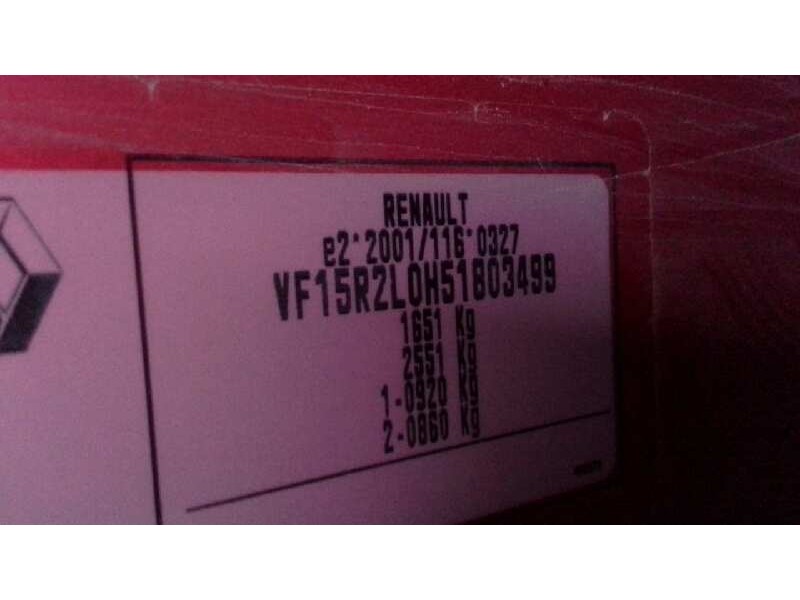 RENAULT
e2*2001/116*0327
VF15R2L0H51803499
1651 Kg
2551 Kg
1-0920 Kg
2-0860 Kg